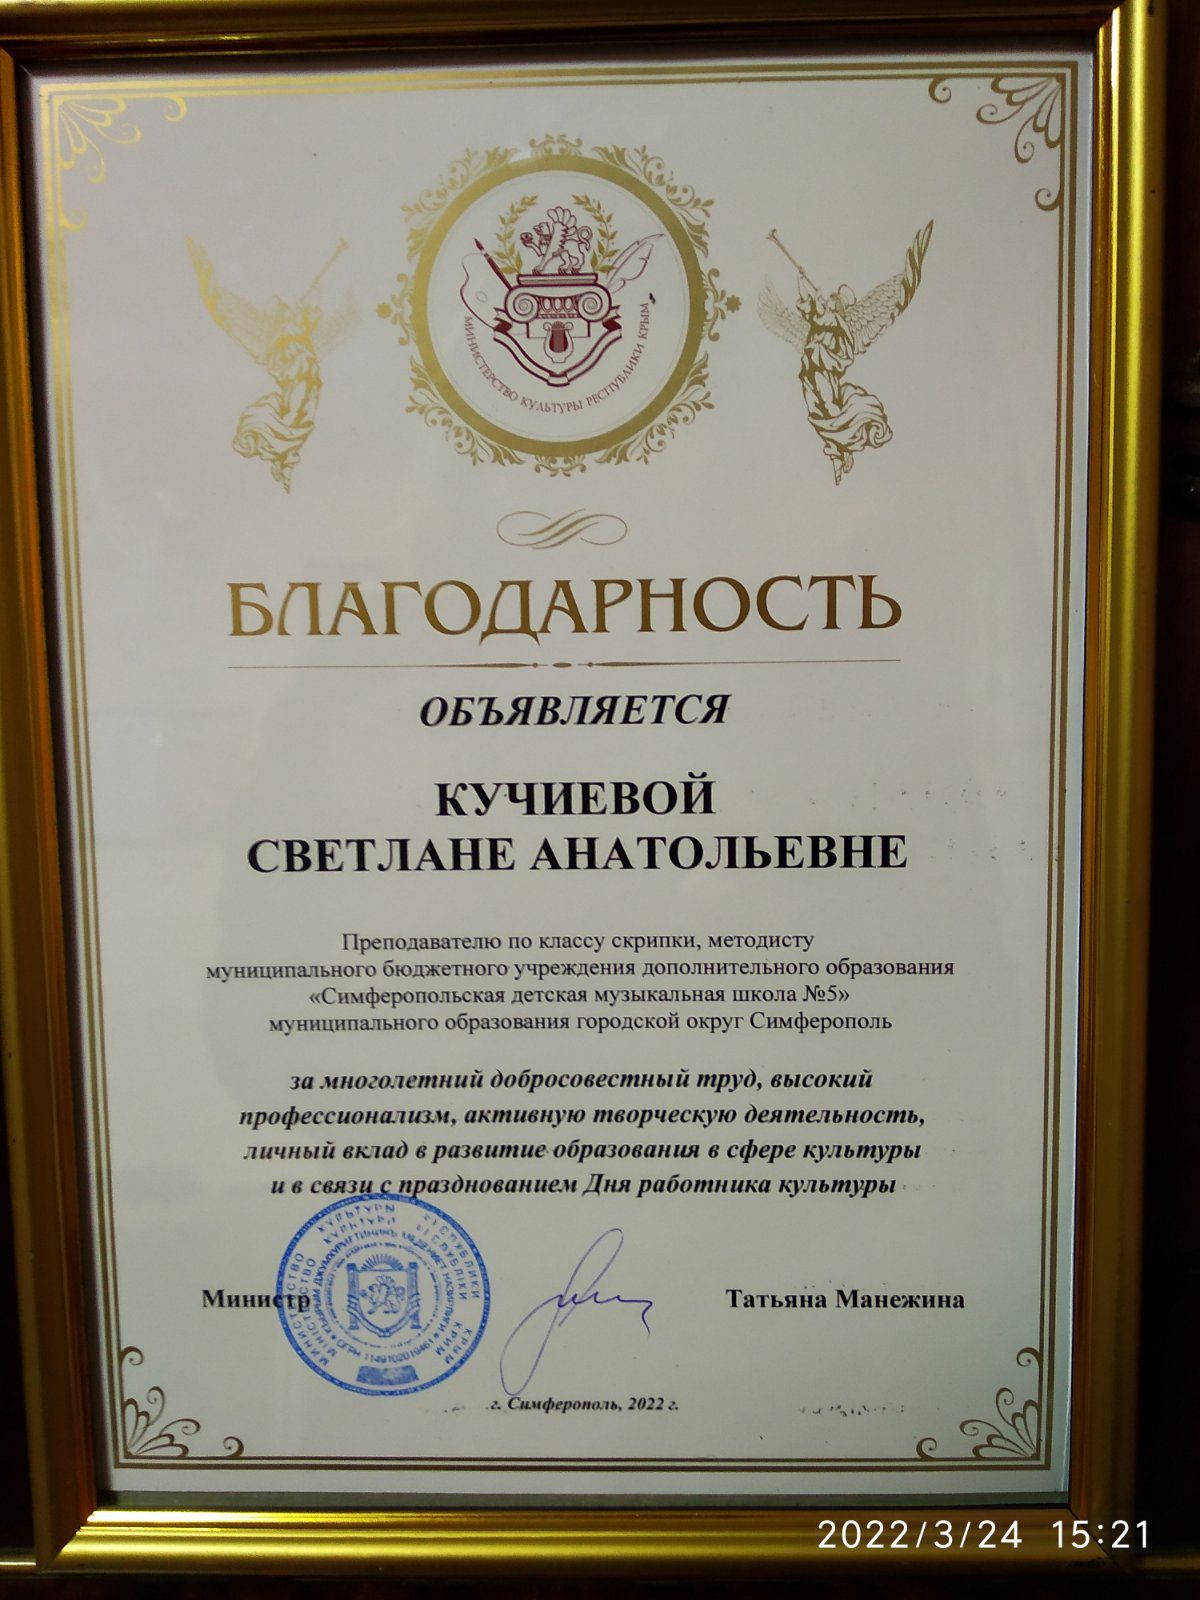 МИНИСТЕРСТВО КУЛЬТУРЫ РЕСПУБЛИКИ КРЫМ
БЛАГОДАРНОСТЬ
ОБЪЯВЛЯЕТСЯ
КУЧИЕВОЙ
СВЕТЛАНЕ АНАТОЛЬЕВНЕ
Преподавателю по классу скрипки, методисту
муниципального бюджетного учреждения дополнительного образования
«Симферопольская детская музыкальная школа №5»
муниципального образования городской округ Симферополь
за многолетний добросовестный труд, высокий
профессионализм, активную творческую деятельность,
личный вклад в развитие образования в сфере культуры
и в связи с празднованием Дня работника культуры
Министр
Татьяна Манежина
г. Симферополь, 2022 г.
2022/3/24 15:21